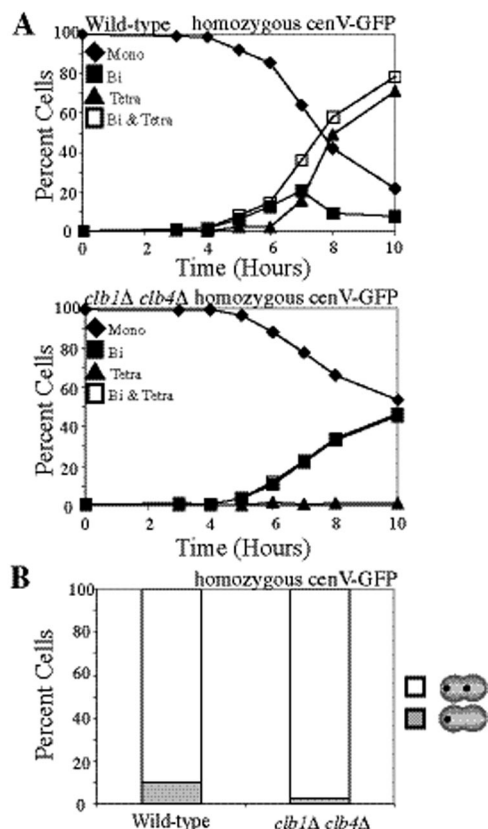 A
Wild-type homozygous cenV-GFP
Mono
Bi
Tetra
Bi & Tetra
Percent Cells
100
80
60
40
20
0
0 2 4 6 8 10
Time (Hours)
clb1Δ clb4Δ homozygous cenV-GFP
Mono
Bi
Tetra
Bi & Tetra
Percent Cells
100
80
60
40
20
0
0 2 4 6 8 10
Time (Hours)
B
homozygous cenV-GFP
Percent Cells
100
80
60
40
20
0
Wild-type clb1Δ clb4Δ